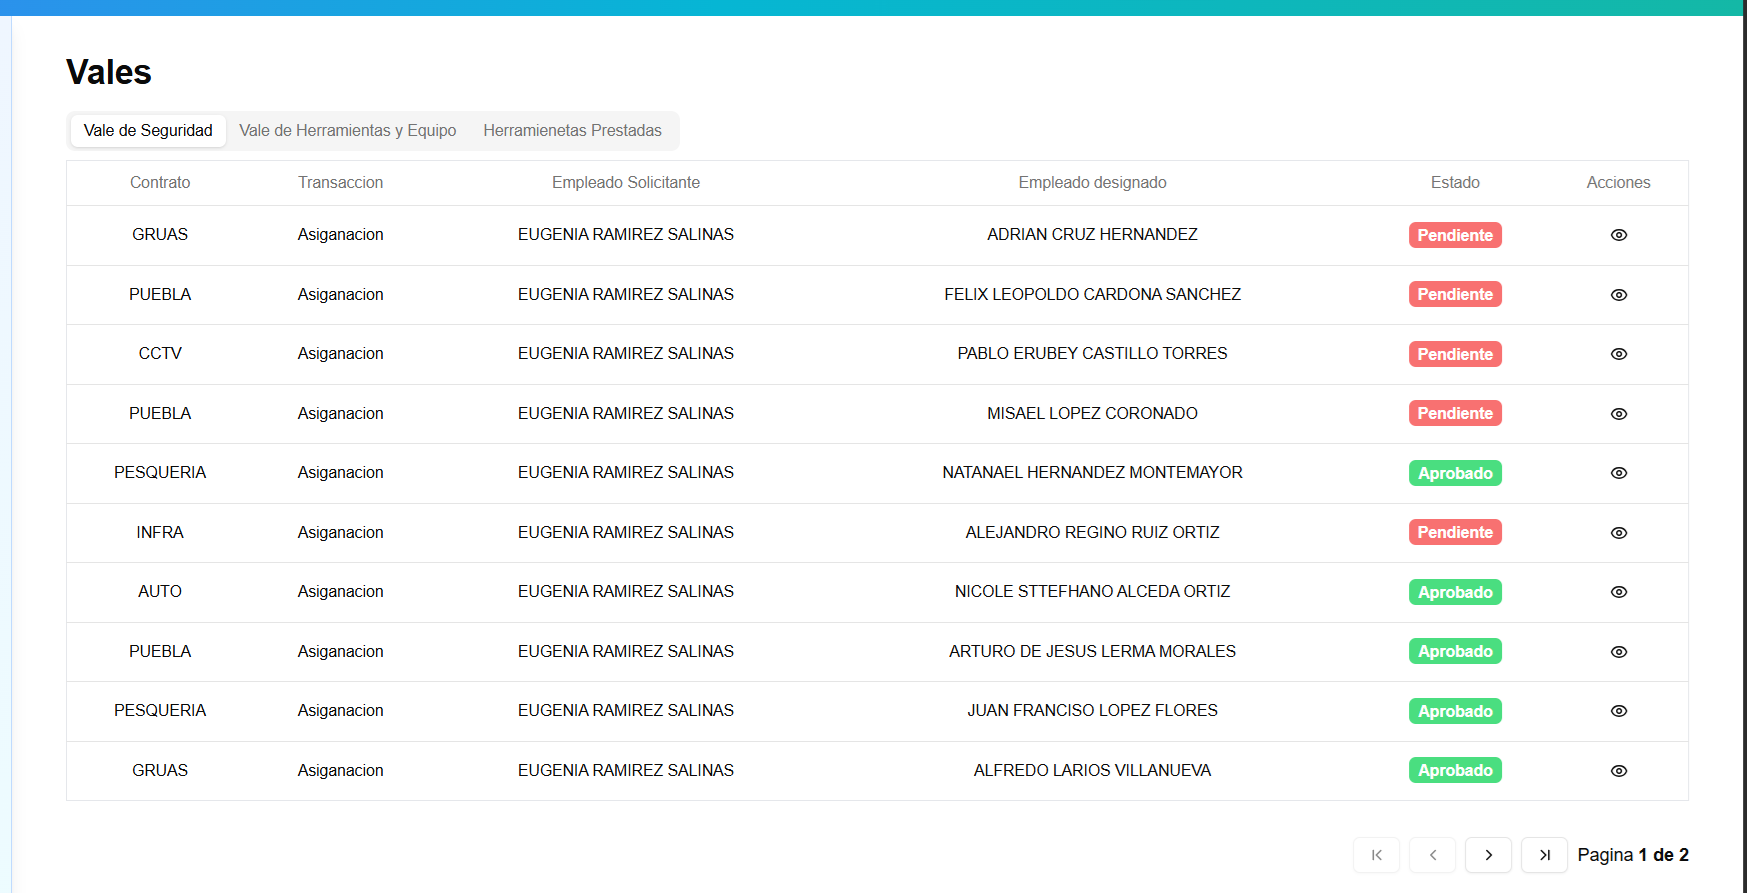 Vales
Vale de Seguridad Vale de Herramientas y Equipo Herramienetas Prestadas
Contrato Transaccion Empleado Solicitante Empleado designado Estado Acciones
GRUAS Asiganacion EUGENIA RAMIREZ SALINAS ADRIAN CRUZ HERNANDEZ Pendiente
PUEBLA Asiganacion EUGENIA RAMIREZ SALINAS FELIX LEOPOLDO CARDONA SANCHEZ Pendiente
CCTV Asiganacion EUGENIA RAMIREZ SALINAS PABLO ERUBEY CASTILLO TORRES Pendiente
PUEBLA Asiganacion EUGENIA RAMIREZ SALINAS MISAEL LOPEZ CORONADO Pendiente
PESQUERIA Asiganacion EUGENIA RAMIREZ SALINAS NATANAEL HERNANDEZ MONTEMAYOR Aprobado
INFRA Asiganacion EUGENIA RAMIREZ SALINAS ALEJANDRO REGINO RUIZ ORTIZ Pendiente
AUTO Asiganacion EUGENIA RAMIREZ SALINAS NICOLE STTEFHANO ALCEDA ORTIZ Aprobado
PUEBLA Asiganacion EUGENIA RAMIREZ SALINAS ARTURO DE JESUS LERMA MORALES Aprobado
PESQUERIA Asiganacion EUGENIA RAMIREZ SALINAS JUAN FRANCISO LOPEZ FLORES Aprobado
GRUAS Asiganacion EUGENIA RAMIREZ SALINAS ALFREDO LARIOS VILLANUEVA Aprobado
Pagina 1 de 2